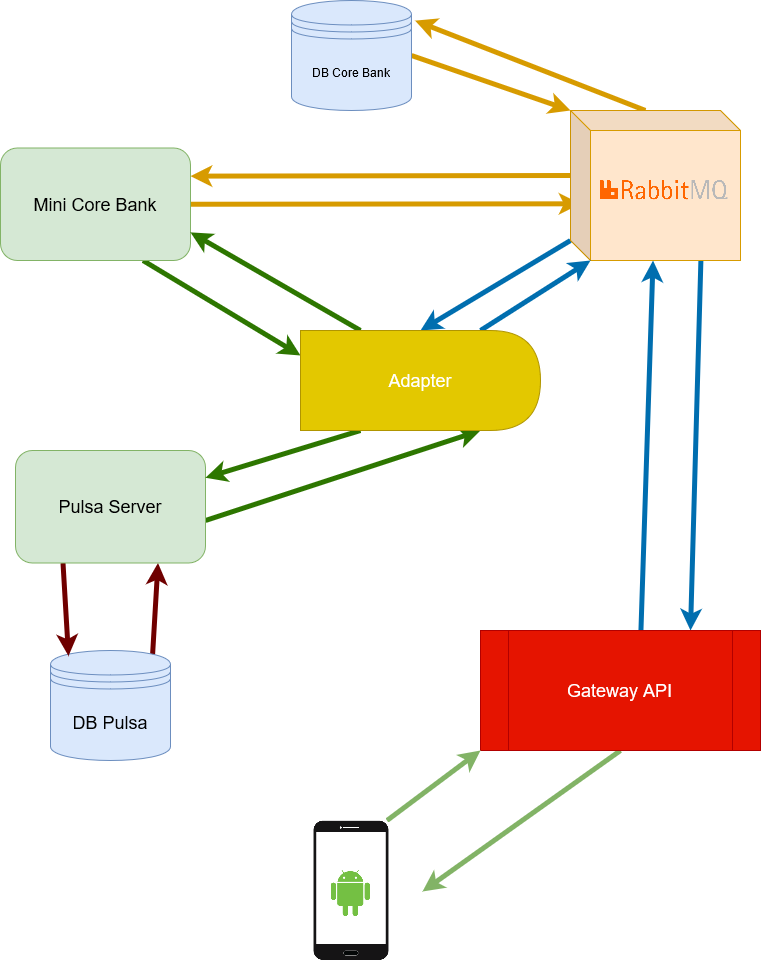 DB Core Bank
RabbitMQ
Mini Core Bank
Adapter
Pulsa Server
Gateway API
DB Pulsa